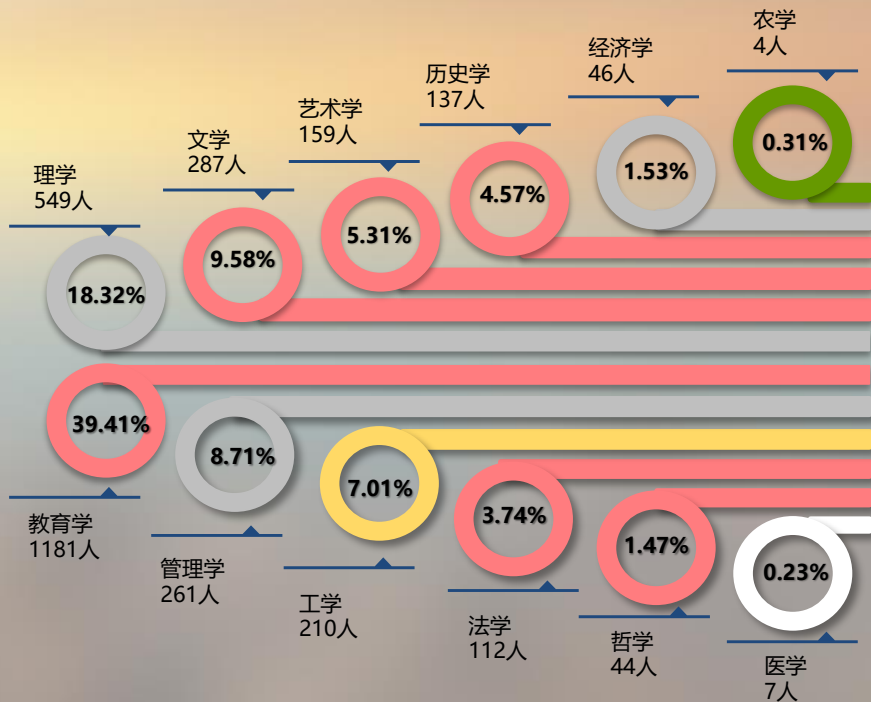 农学
4人
0.31%
经济学
46人
1.53%
历史学
137人
4.57%
艺术学
159人
5.31%
文学
287人
9.58%
理学
549人
18.32%
39.41%
教育学
1181人
8.71%
管理学
261人
7.01%
工学
210人
3.74%
法学
112人
1.47%
哲学
44人
0.23%
医学
7人